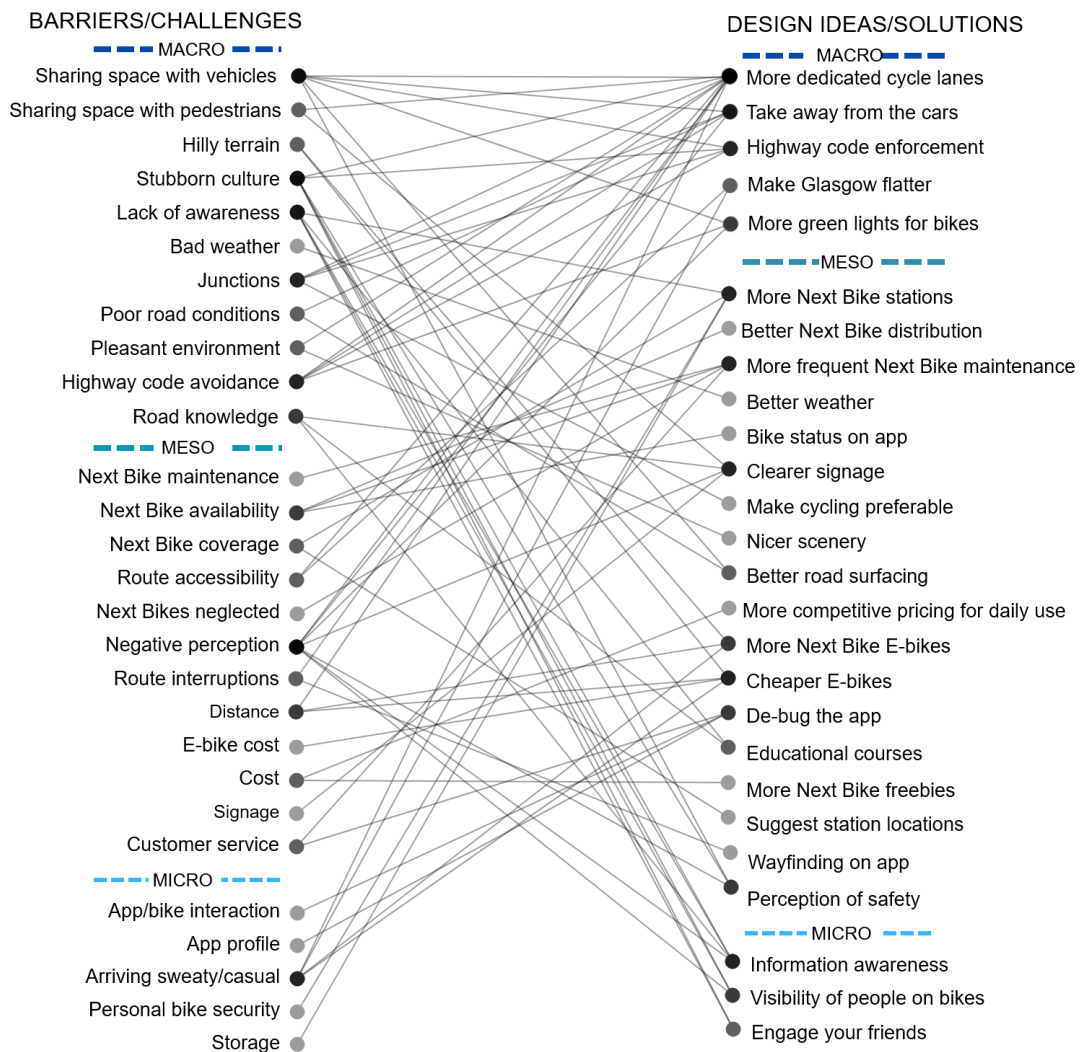 BARRIERS/CHALLENGES
MACRO
Sharing space with vehicles
Sharing space with pedestrians
Hilly terrain
Stubborn culture
Lack of awareness
Bad weather
Junctions
Poor road conditions
Pleasant environment
Highway code avoidance
Road knowledge
MESO
Next Bike maintenance
Next Bike availability
Next Bike coverage
Route accessibility
Next Bikes neglected
Negative perception
Route interruptions
Distance
E-bike cost
Cost
Signage
Customer service
MICRO
App/bike interaction
App profile
Arriving sweaty/casual
Personal bike security
Storage
DESIGN IDEAS/SOLUTIONS
MACRO
More dedicated cycle lanes
Take away from the cars
Highway code enforcement
Make Glasgow flatter
More green lights for bikes
MESO
More Next Bike stations
Better Next Bike distribution
More frequent Next Bike maintenance
Better weather
Bike status on app
Clearer signage
Make cycling preferable
Nicer scenery
Better road surfacing
More competitive pricing for daily use
More Next Bike E-bikes
Cheaper E-bikes
De-bug the app
Educational courses
More Next Bike freebies
Suggest station locations
Wayfinding on app
Perception of safety
MICRO
Information awareness
Visibility of people on bikes
Engage your friends